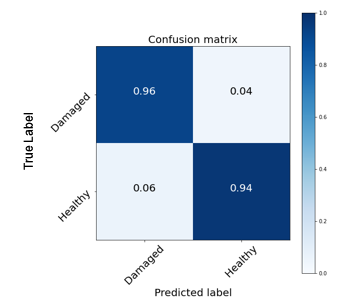 Confusion matrix
1.0
0.8
0.6
0.4
0.2
0.0
True Label
Damaged
0.96
0.04
Healthy
0.06
0.94
Damaged
Healthy
Predicted label